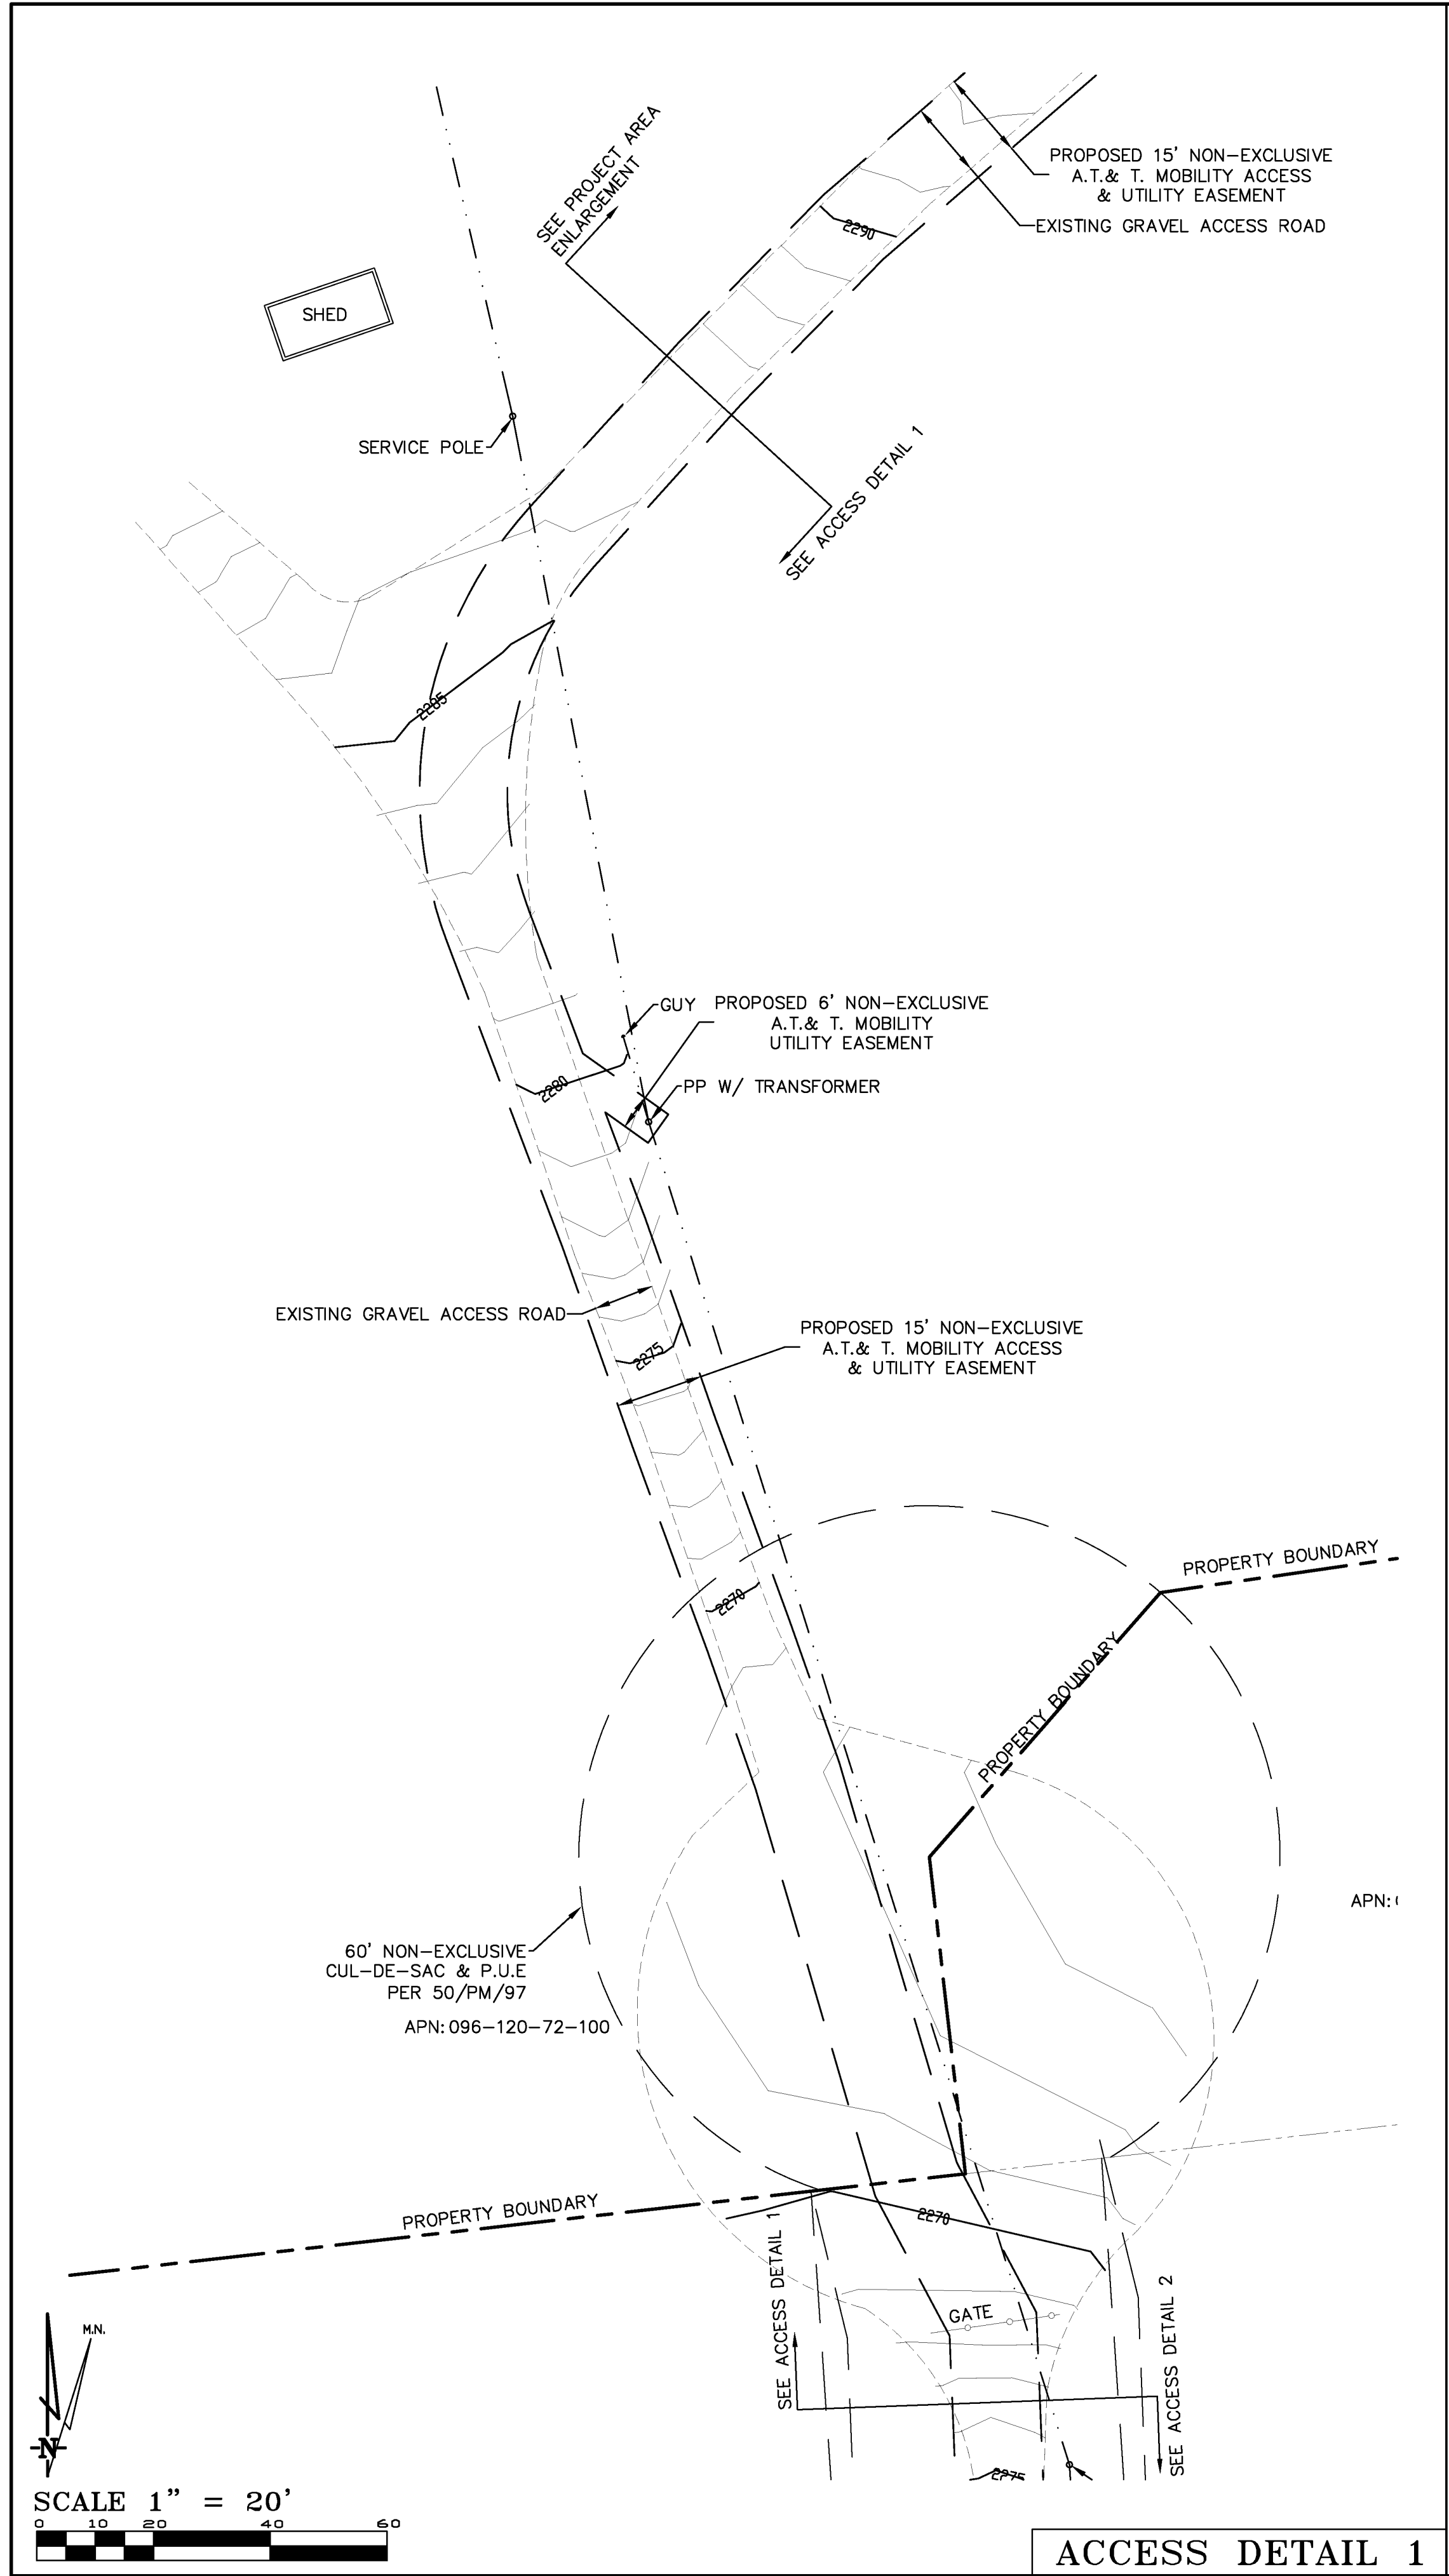 SEE PROJECT AREA
ENLARGEMENT
PROPOSED 15' NON-EXCLUSIVE
A.T.& T. MOBILITY ACCESS
& UTILITY EASEMENT
EXISTING GRAVEL ACCESS ROAD
2290
SHED
SERVICE POLE
SEE ACCESS DETAIL 1
2285
GUY
PROPOSED 6' NON-EXCLUSIVE
A.T.& T. MOBILITY
UTILITY EASEMENT
2280
PP W/ TRANSFORMER
EXISTING GRAVEL ACCESS ROAD
PROPOSED 15' NON-EXCLUSIVE
A.T.& T. MOBILITY ACCESS
& UTILITY EASEMENT
2275
PROPERTY BOUNDARY
2270
PROPERTY BOUNDARY
APN:
60' NON-EXCLUSIVE
CUL-DE-SAC & P.U.E
PER 50/PM/97
APN: 096-120-72-100
PROPERTY BOUNDARY
2270
SEE ACCESS DETAIL 1
GATE
SEE ACCESS DETAIL 2
M.N.
N
2275
SCALE 1" = 20'
0 10 20 40 60
ACCESS DETAIL 1